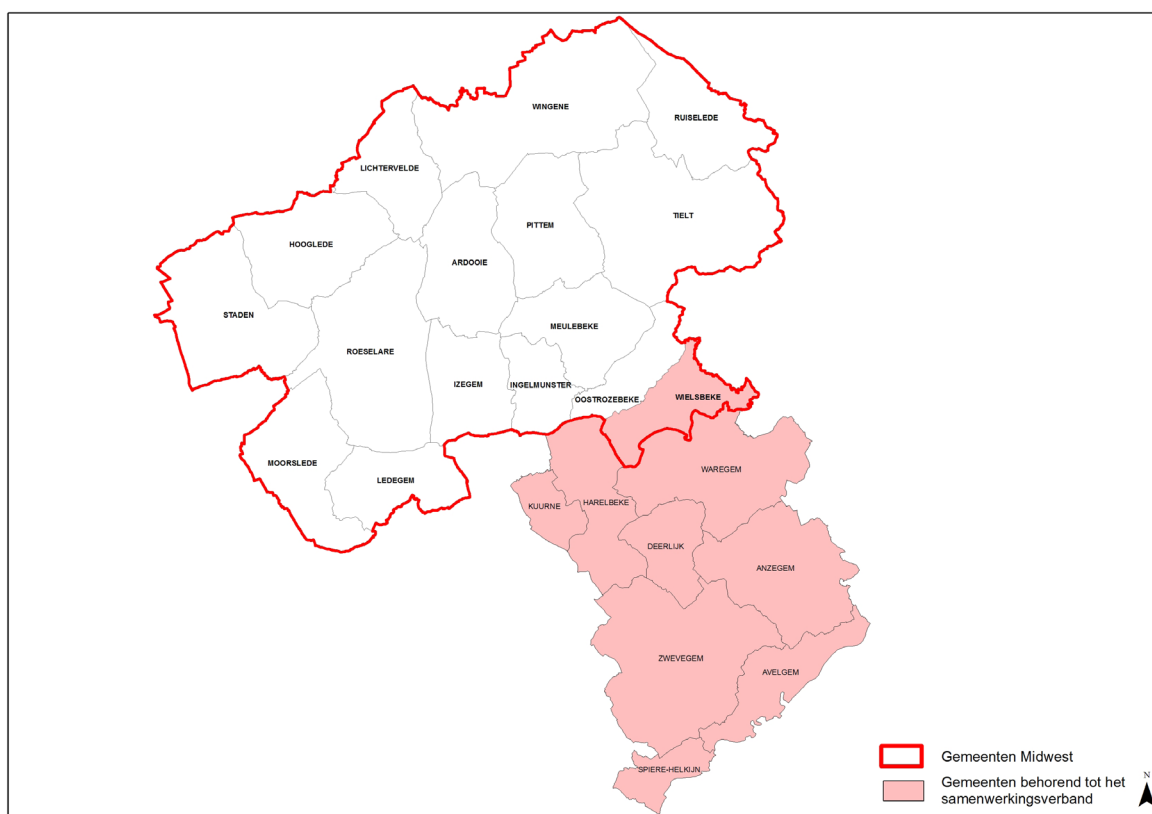 WINGENE
RUISELEDE
LICHTERVELDE
TIELT
PITTEM
HOOGLEDE
ARDOOIE
STADEN
MEULEBEKE
ROESELARE
IZEGEM
INGELMUNSTER
OOSTROZEBEKE
WIELSBEKE
MOORSLEDE
LEDEGEM
WAREGEM
HARELBEKE
KUURNE
DEERLIJK
ANZEGEM
ZWEVEGEM
AVELGEM
SPIERE-HELKIJN
Gemeenten Midwest
Gemeenten behorend tot het
samenwerkingsverband
N